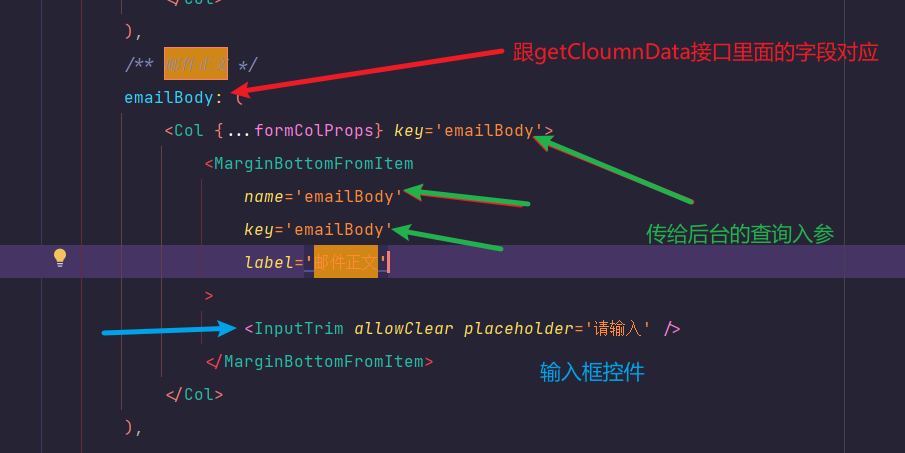 </Col>
),
/** 邮件正文 */
跟getCloumnData接口里面的字段对应
emailBody: (
<Col {...formColProps} key='emailBody'>
<MarginBottomFromItem
name='emailBody'
key='emailBody'
传给后台的查询入参
label='邮件正文'
>
<InputTrim allowClear placeholder='请输入' />
</MarginBottomFromItem>
输入框控件
</Col>
),